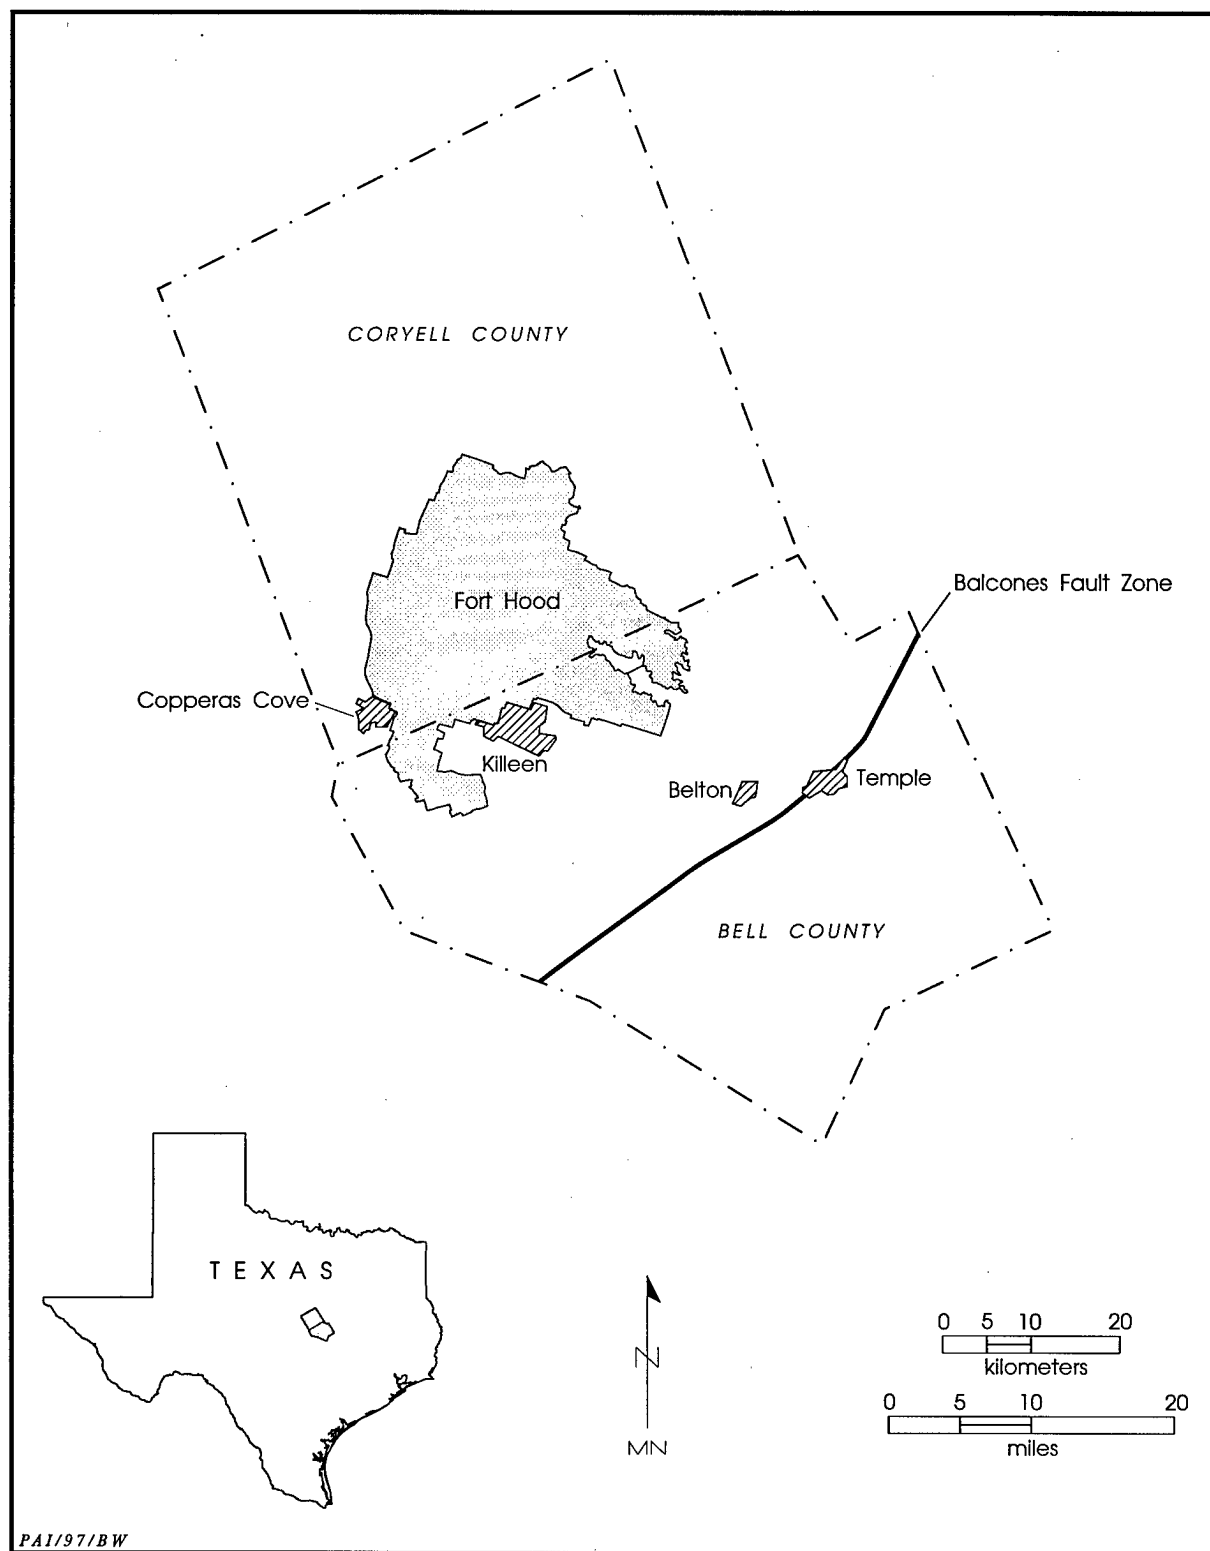 CORYELL COUNTY
Balcones Fault Zone
Fort Hood
Copperas Cove
Killeen
Belton
Temple
BELL COUNTY
TEXAS
N
MN
0 5 10 20
kilometers
0 5 10 20
miles
PAI/97/BW